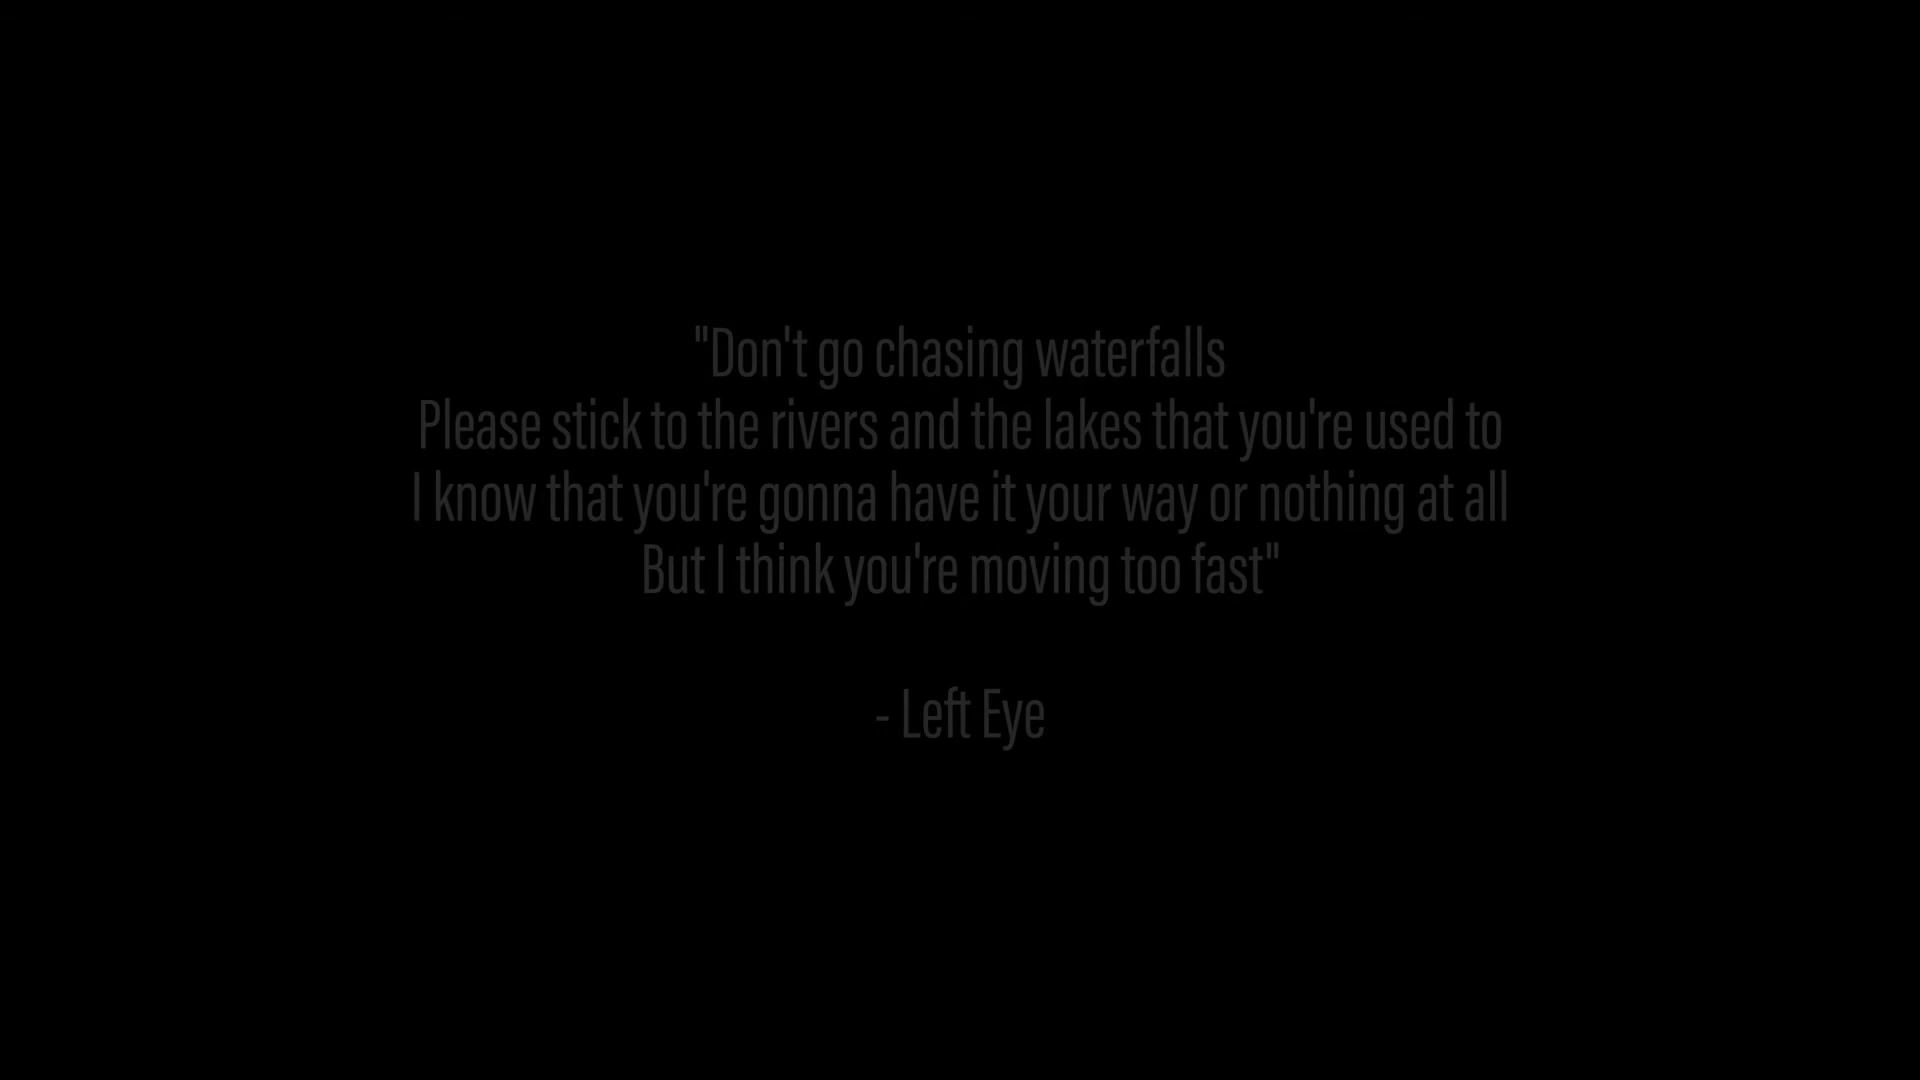 "Don't go chasing waterfalls
Please stick to the rivers and the lakes that you're used to
I know that you're gonna have it your way or nothing at all
But I think you're moving too fast"
- Left Eye